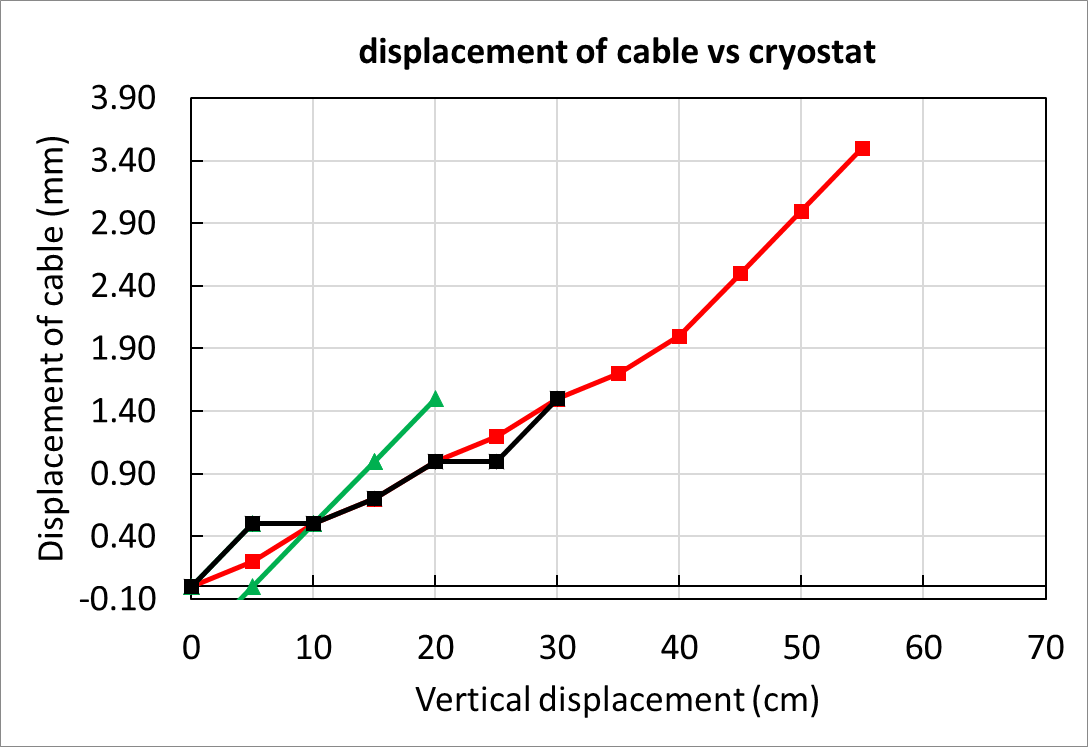 displacement of cable vs cryostat
3.90
3.40
2.90
2.40
1.90
1.40
0.90
0.40
-0.10
Displacement of cable (mm)
0 10 20 30 40 50 60 70
Vertical displacement (cm)